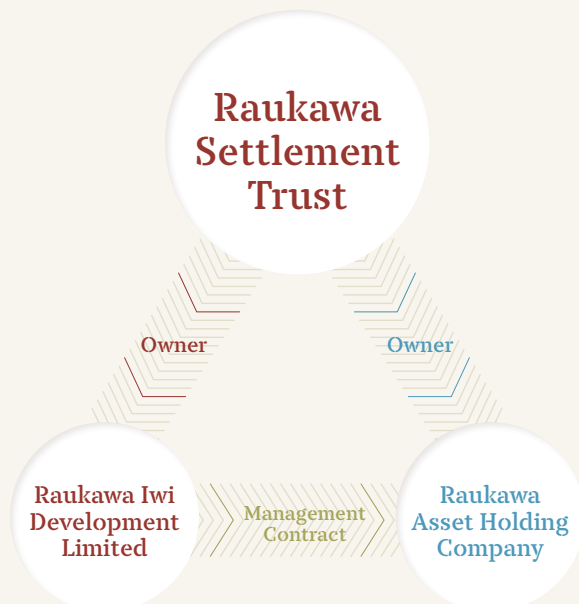 Raukawa
Settlement
Trust
Owner
Owner
Raukawa Iwi
Development
Limited
Management
Contract
Raukawa
Asset Holding
Company